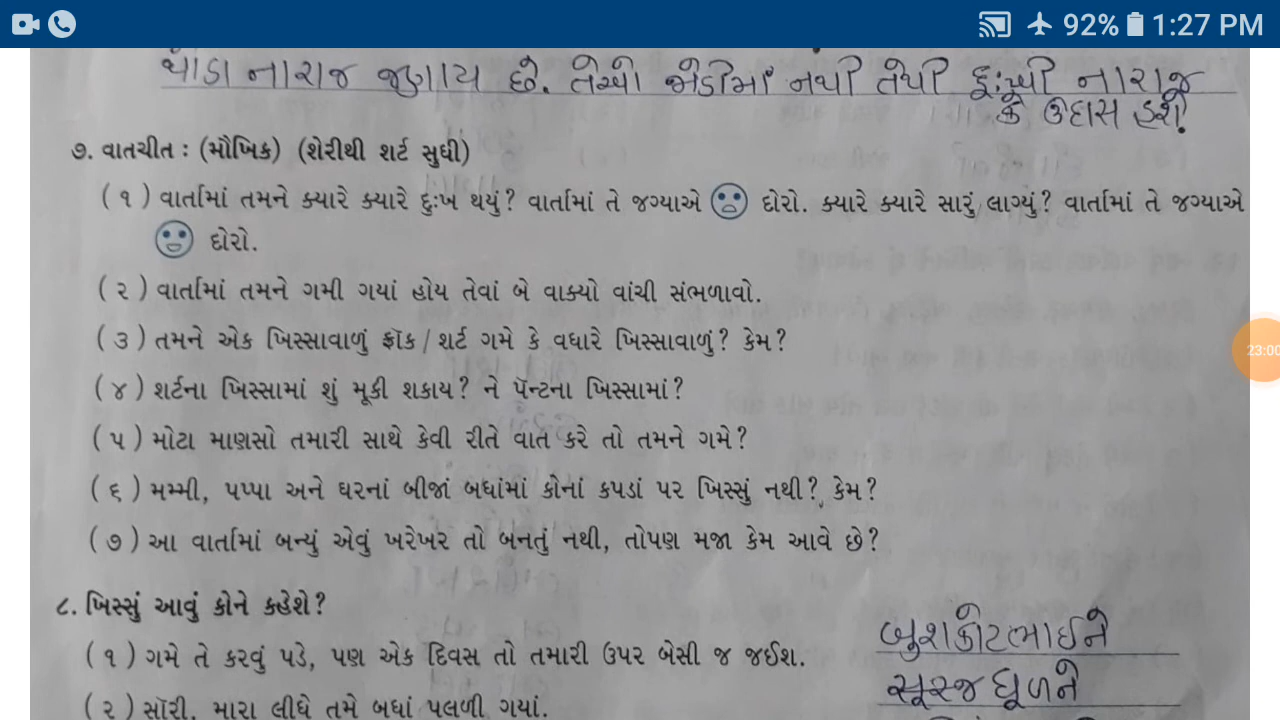 92% 1:27 PM
થોડા નારાજ જણાય છે. તેઓ જોડીમાં નથી તેથી દુઃખી નારાજ
કે ઉદાસ હશે.
૭. વાતચીત : (મૌખિક) (શેરીથી શર્ટ સુધી)
(૧) વાર્તામાં તમને ક્યારે ક્યારે દુઃખ થયું? વાર્તામાં તે જગ્યાએ દોરો. ક્યારે ક્યારે સારું લાગ્યું? વાર્તામાં તે જગ્યાએ
દોરો.
(૨) વાર્તામાં તમને ગમી ગયાં હોય તેવાં બે વાક્યો વાંચી સંભળાવો.
(૩) તમને એક ખિસ્સાવાળું ફ્રૉક / શર્ટ ગમે કે વધારે ખિસ્સાવાળું? કેમ?
23:00
(૪) શર્ટના ખિસ્સામાં શું મૂકી શકાય? ને પૅન્ટના ખિસ્સામાં?
(૫) મોટા માણસો તમારી સાથે કેવી રીતે વાત કરે તો તમને ગમે?
(૬) મમ્મી, પપ્પા અને ઘરનાં બીજાં બધાંમાં કોનાં કપડાં પર ખિસ્સું નથી? કેમ?
(૭) આ વાર્તામાં બન્યું એવું ખરેખર તો બનતું નથી, તોપણ મજા કેમ આવે છે?
૮. ખિસ્સું આવું કોને કહેશે?
(૧) ગમે તે કરવું પડે, પણ એક દિવસ તો તમારી ઉપર બેસી જ જઈશ. બુશકોટભાઈને
(૨) સૉરી, મારા લીધે તમે બધાં પલળી ગયાં. સૂરજ ધૂળને